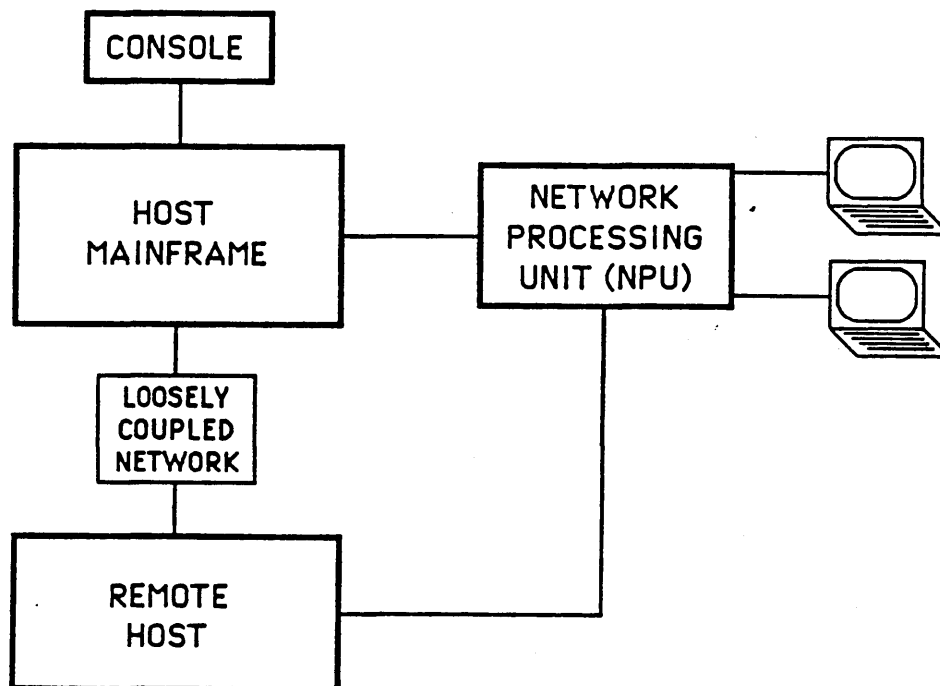 CONSOLE
HOST
MAINFRAME
NETWORK
PROCESSING
UNIT (NPU)
LOOSELY
COUPLED
NETWORK
REMOTE
HOST